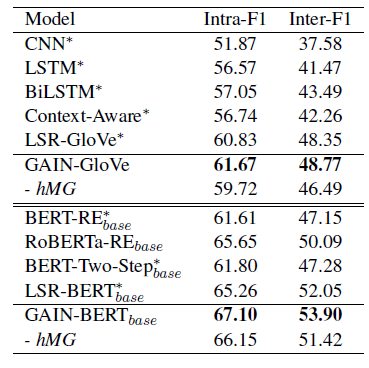 Model Intra-F1 Inter-F1
CNN* 51.87 37.58
LSTM* 56.57 41.47
BiLSTM* 57.05 43.49
Context-Aware* 56.74 42.26
LSR-GloVe* 60.83 48.35
GAIN-GloVe 61.67 48.77
- hMG 59.72 46.49
BERT-RE*base 61.61 47.15
RoBERTa-REbase 65.65 50.09
BERT-Two-Step*base 61.80 47.28
LSR-BERT*base 65.26 52.05
GAIN-BERTbase 67.10 53.90
- hMG 66.15 51.42